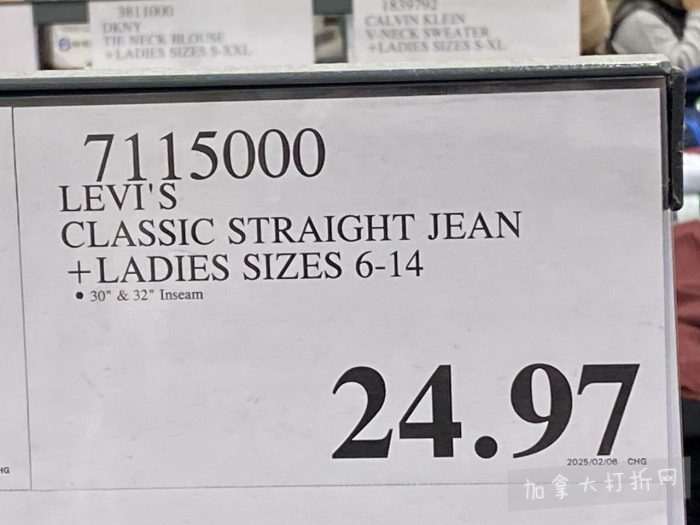 3811000
DKNY
TIE NECK BLOUSE
+LADIES SIZES S-XXL
1839792
CALVIN KLEIN
V-NECK SWEATER
+LADIES SIZES S-XL
7115000
LEVI'S
CLASSIC STRAIGHT JEAN
+LADIES SIZES 6-14
• 30" & 32" Inseam
24.97
2025/02/06 CHG
HG
加拿大打折网